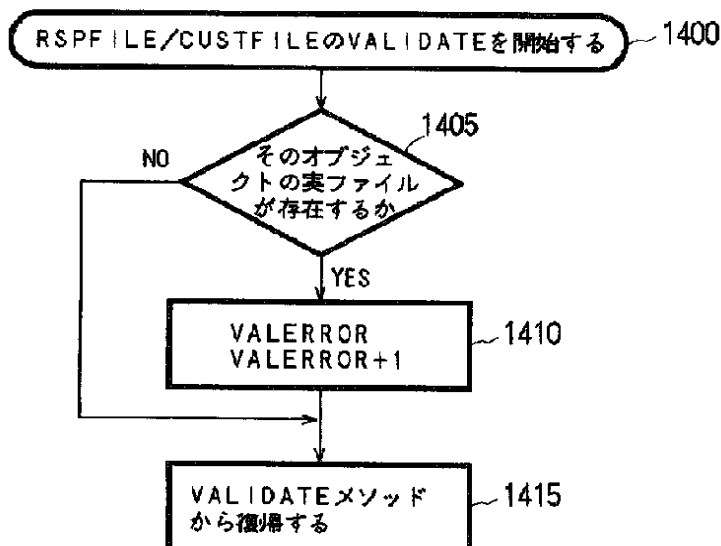 RSPFILE/CUSTFILEのVALIDATEを開始する
1400
1405
NO
そのオブジェ
クトの実ファイル
が存在するか
YES
VALERROR
VALERROR+1
1410
VALIDATEメソッド
から復帰する
1415